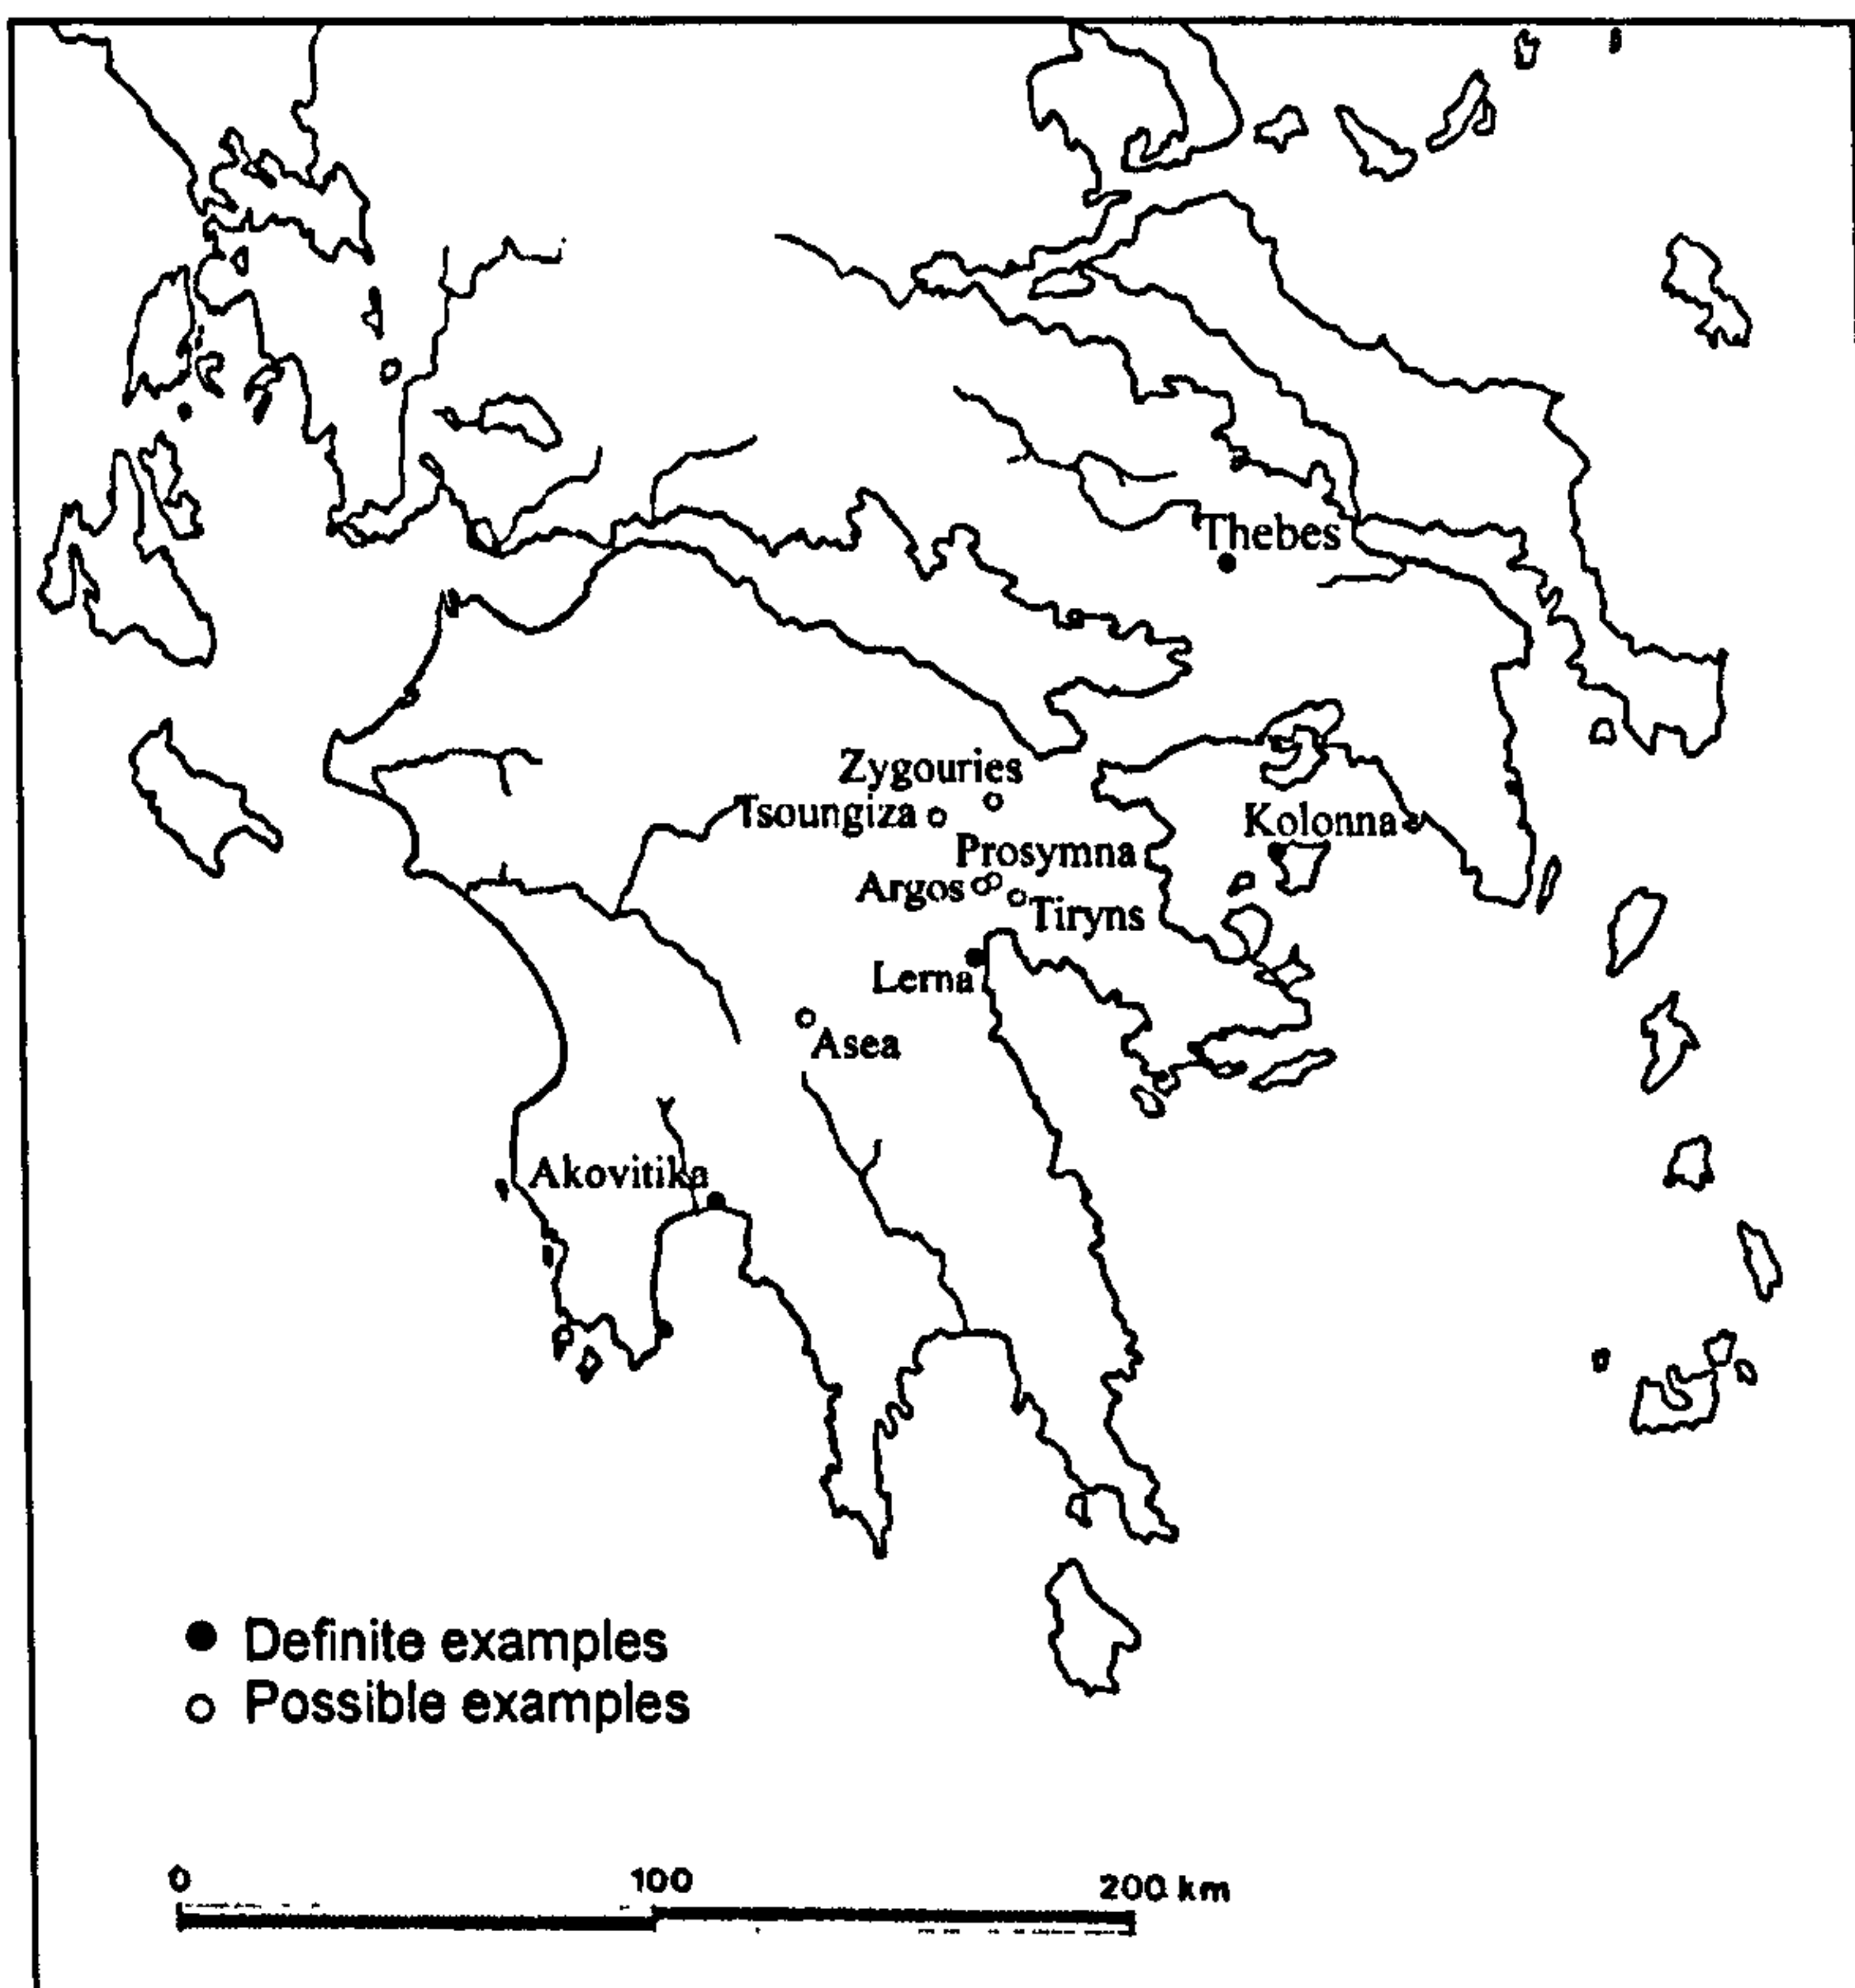 Thebes
Zygouries
Tsoungiza
Kolonna
Prosymna
Argos
Tiryns
Lerna
Asea
Akovitika
Definite examples
Possible examples
0 100 200 km